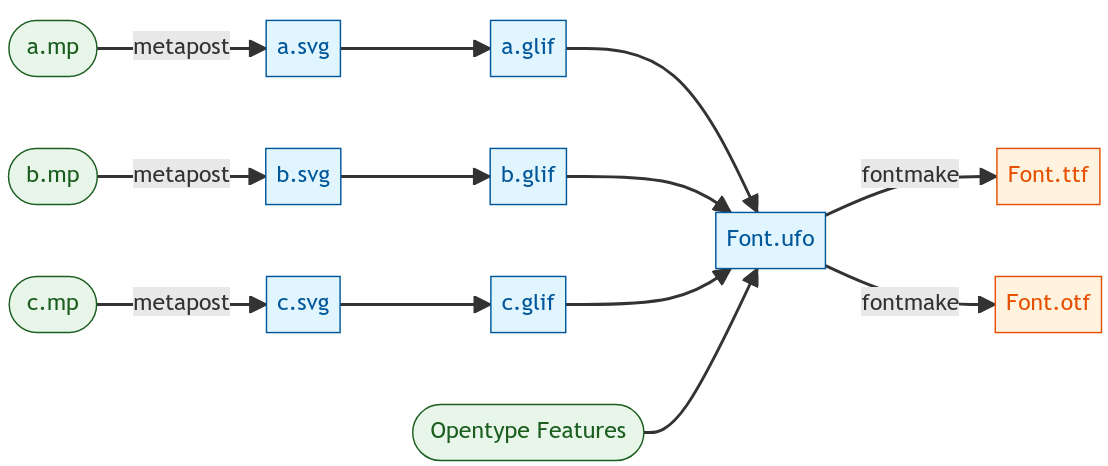 a.mp
metapost
a.svg
a.glif
b.mp
metapost
b.svg
b.glif
fontmake
Font.ttf
Font.ufo
c.mp
metapost
c.svg
c.glif
fontmake
Font.otf
Opentype Features